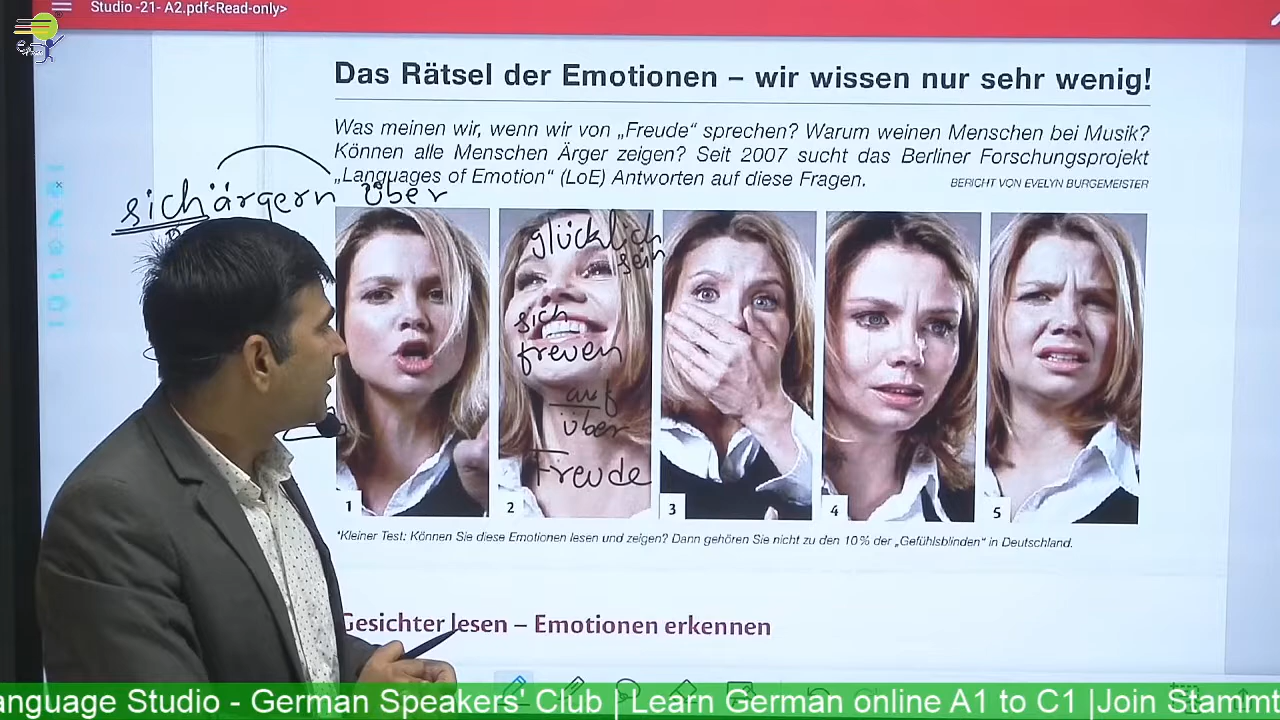 Studio -21- A2.pdf<Read-only>
Das Rätsel der Emotionen – wir wissen nur sehr wenig!
Was meinen wir, wenn wir von „Freude“ sprechen? Warum weinen Menschen bei Musik?
Können alle Menschen Ärger zeigen? Seit 2007 sucht das Berliner Forschungsprojekt
„Languages of Emotion“ (LoE) Antworten auf diese Fragen.
BERICHT VON EVELYN BURGEMEISTER
sich ärgern über
glücklich
sein
sich
freuen
auf
über
Freude
1 2 3 4 5
*Kleiner Test: Können Sie diese Emotionen lesen und zeigen? Dann gehören Sie nicht zu den 10% der „Gefühlsblinden“ in Deutschland.
Gesichter lesen – Emotionen erkennen
anguage Studio - German Speakers' Club | Learn German online A1 to C1 |Join Stammt